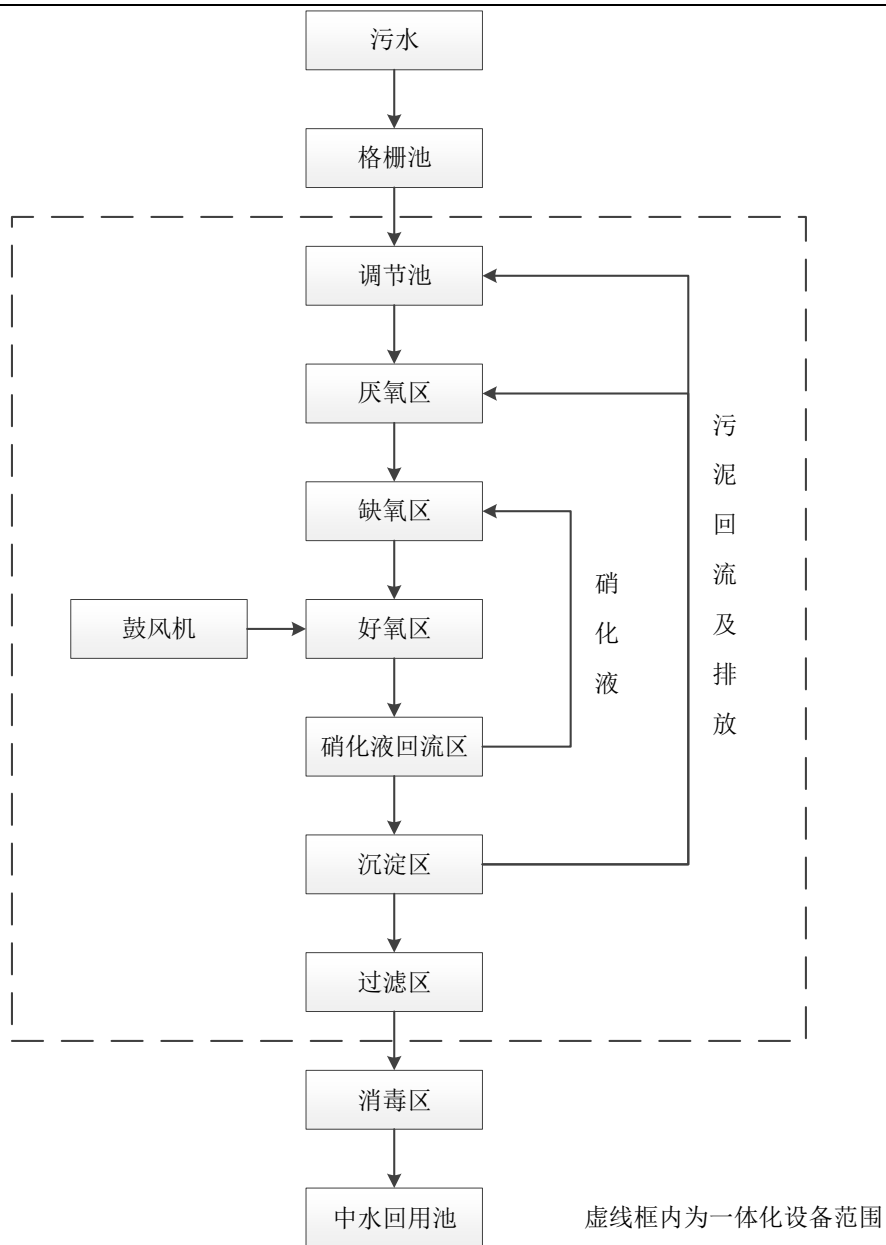 污水
格栅池
调节池
厌氧区
缺氧区
鼓风机
好氧区
硝化液回流区
沉淀区
过滤区
消毒区
中水回用池
硝化液
污泥回流及排放
虚线框内为一体化设备范围